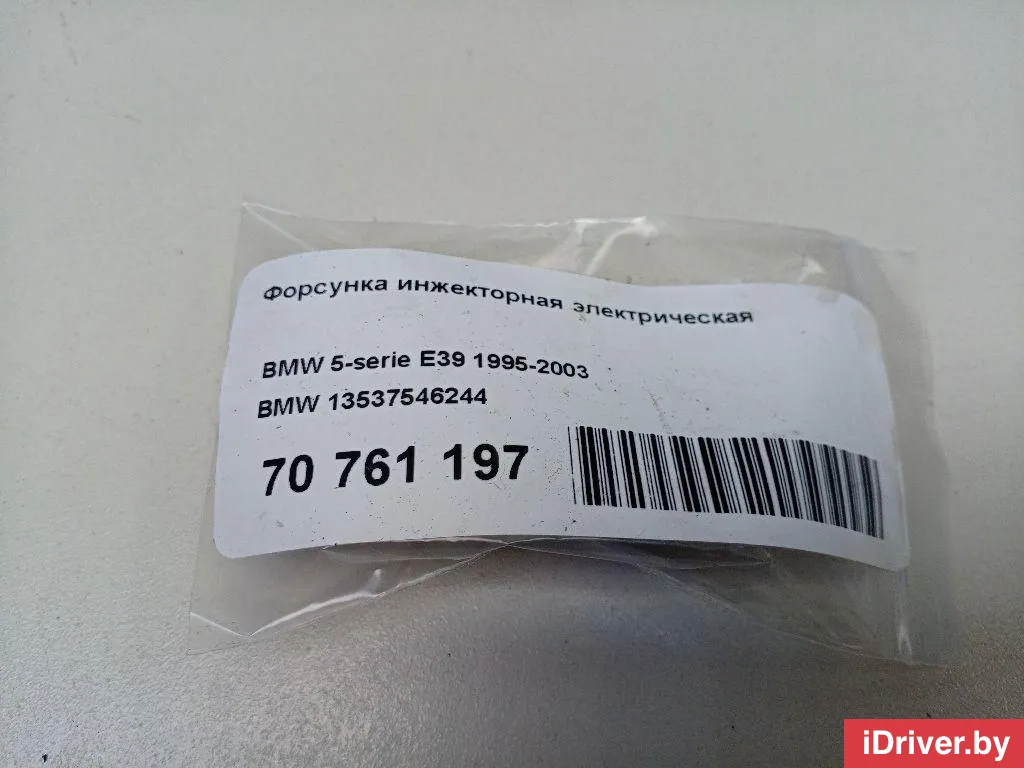 Форсунка инжекторная электрическая
BMW 5-serie E39 1995-2003
BMW 13537546244
70 761 197
iDriver.by